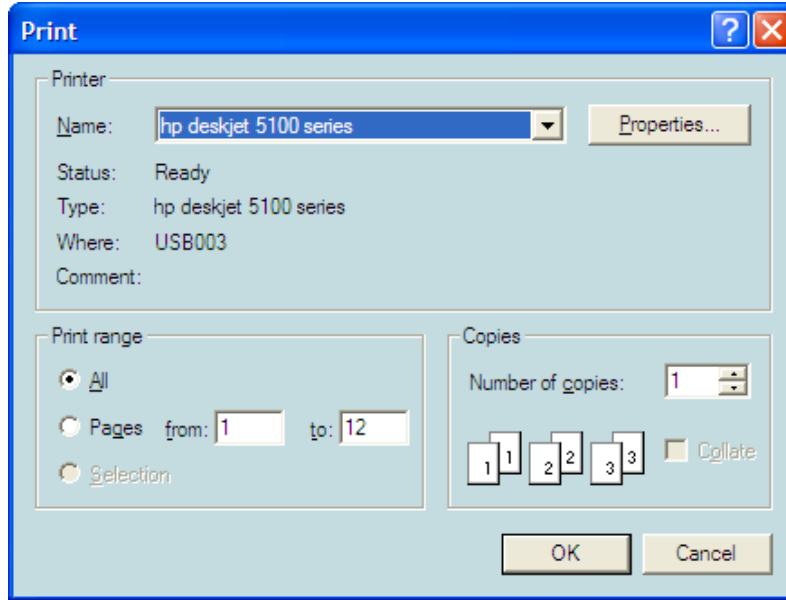 Print
Printer
Name: hp deskjet 5100 series Properties...
Status: Ready
Type: hp deskjet 5100 series
Where: USB003
Comment:
Print range
All
Pages from: 1 to: 12
Selection
Copies
Number of copies: 1
1 1 2 2 3 3 Collate
OK Cancel